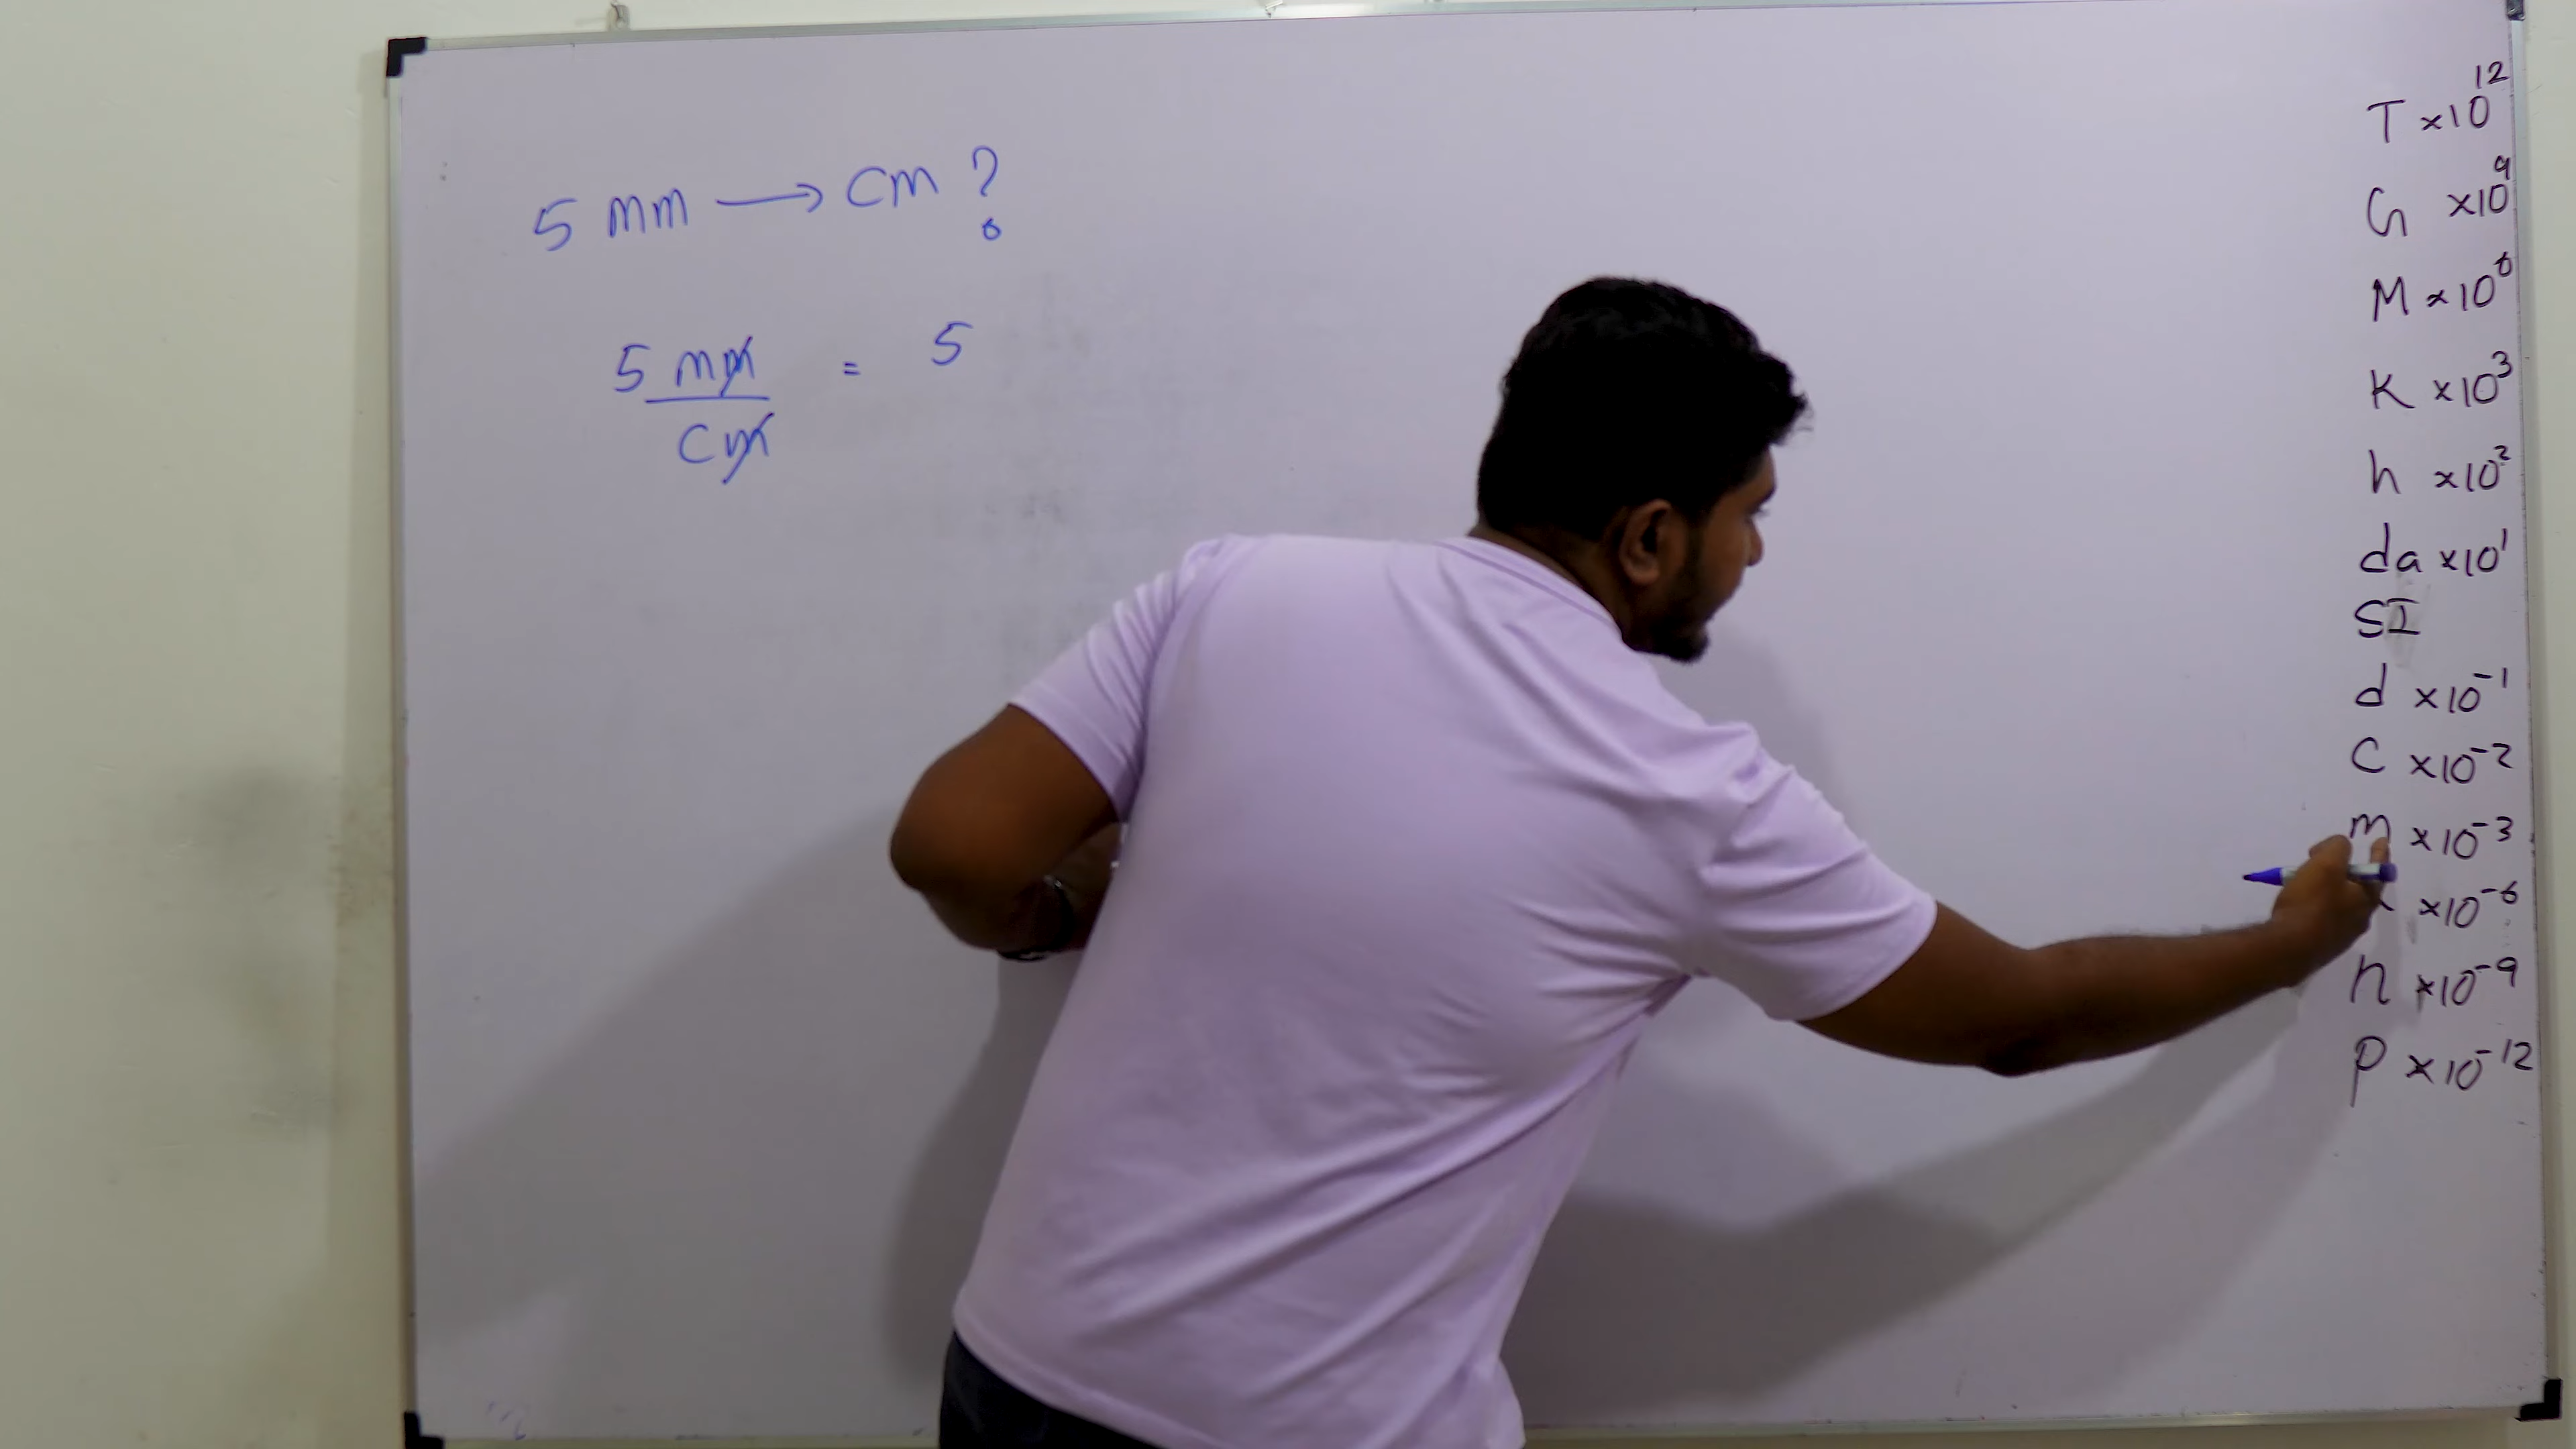 5 mm → cm ?
5 mm / cm = 5
T ×10¹²
G ×10⁹
M ×10⁶
K ×10³
h ×10²
da ×10¹
SI
d ×10⁻¹
c ×10⁻²
m ×10⁻³
×10⁻⁶
n ×10⁻⁹
p ×10⁻¹²